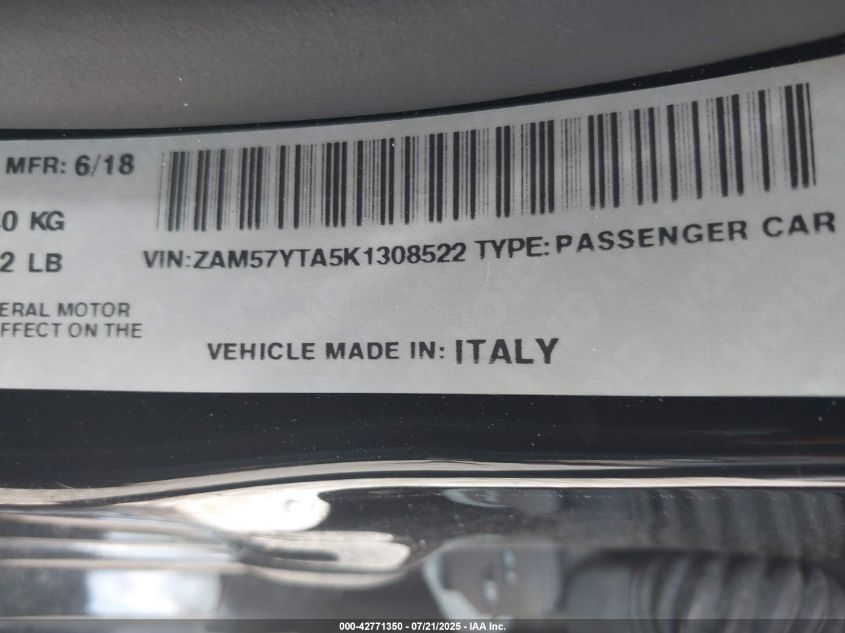 MFR: 6/18
0 KG
2 LB
VIN:ZAM57YTA5K1308522 TYPE: PASSENGER CAR
ERAL MOTOR
FFECT ON THE
VEHICLE MADE IN: ITALY
000-42771350 - 07/21/2025 - IAA Inc.